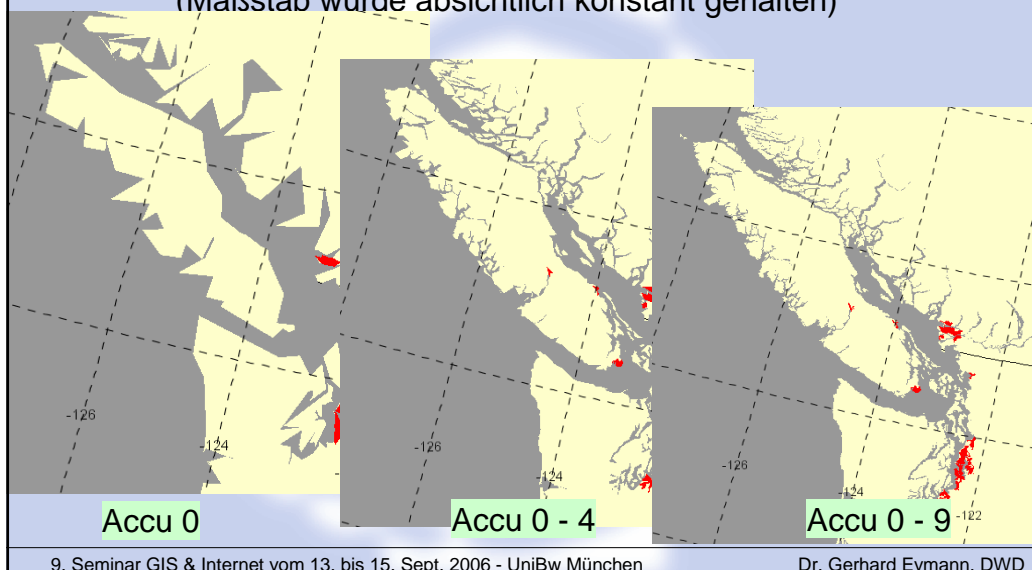 (Maßstab wurde absichtlich konstant gehalten)
-126
-124
-126
-124
-126
-124
-122
Accu 0
Accu 0 - 4
Accu 0 - 9
9. Seminar GIS & Internet vom 13. bis 15. Sept. 2006 - UniBw München
Dr. Gerhard Eymann, DWD